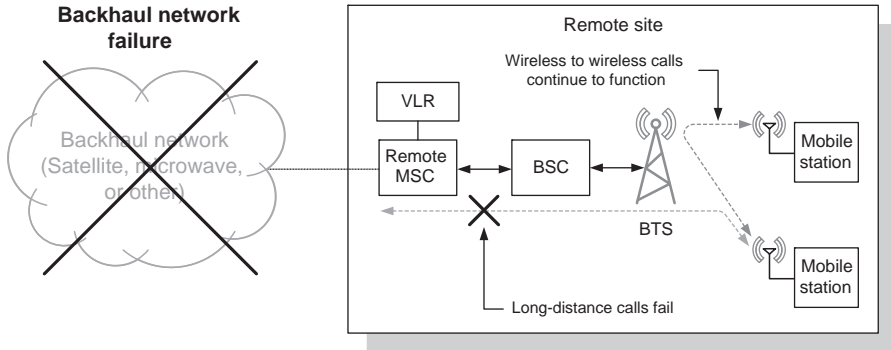 Backhaul network
failure
Backhaul network
(Satellite, microwave,
or other)
Remote site
Wireless to wireless calls
continue to function
VLR
Remote
MSC
BSC
BTS
Mobile
station
Mobile
station
Long-distance calls fail